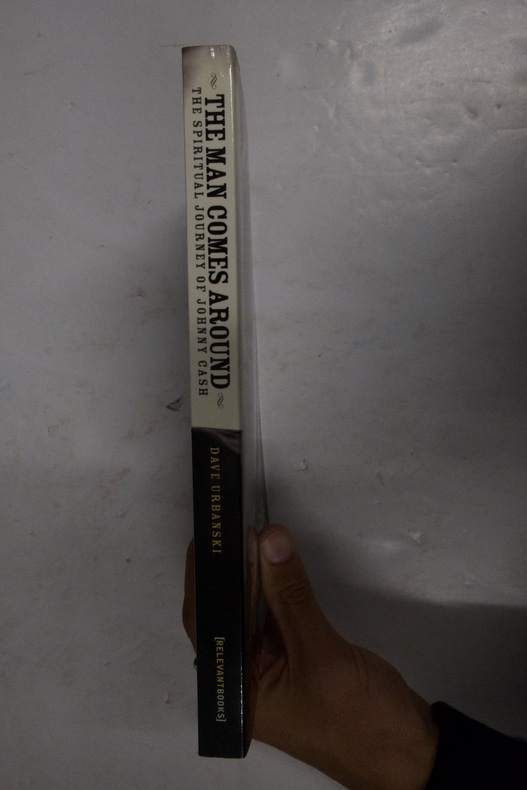 THE MAN COMES AROUND
THE SPIRITUAL JOURNEY OF JOHNNY CASH
DAVE URBANSKI
[RELEVANTBOOKS]